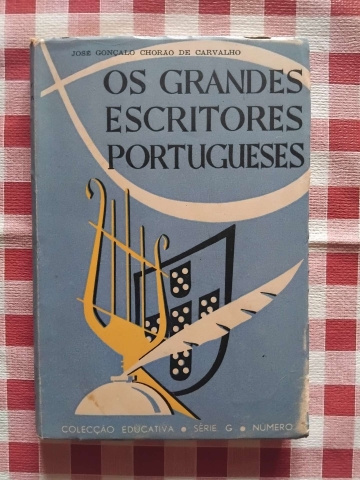 JOSÉ GONÇALO CHORÃO DE CARVALHO
OS GRANDES
ESCRITORES
PORTUGUESES
COLECÇÃO EDUCATIVA • SÉRIE G • NÚMERO